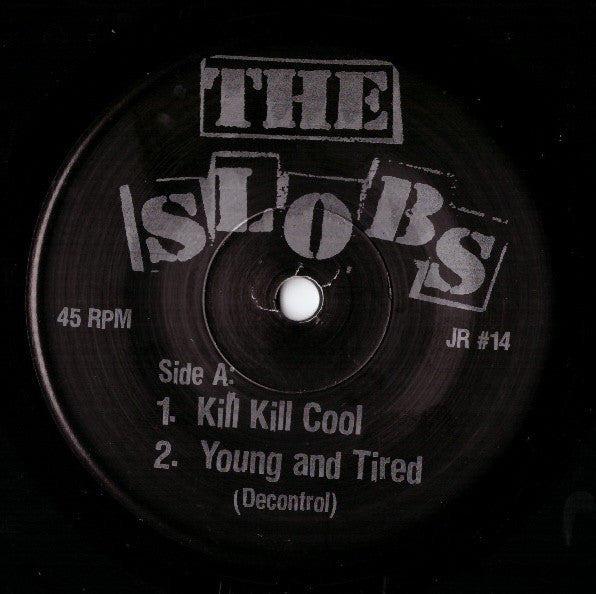 THE
SLOBS
45 RPM
JR #14
Side A:
1. Kill Kill Cool
2. Young and Tired
(Decontrol)